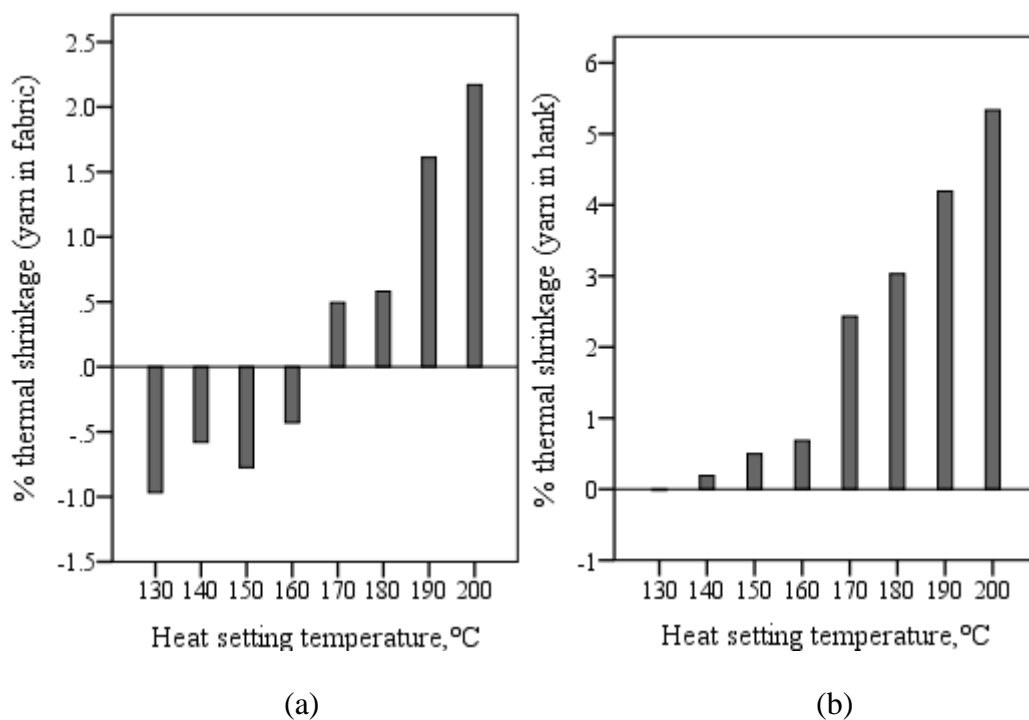 % thermal shrinkage (yarn in fabric)
2.5
2.0
1.5
1.0
.5
.0
-.5
-1.0
-1.5
130 140 150 160 170 180 190 200
Heat setting temperature,°C
(a)
% thermal shrinkage (yarn in hank)
6
5
4
3
2
1
0
-1
130 140 150 160 170 180 190 200
Heat setting temperature,°C
(b)